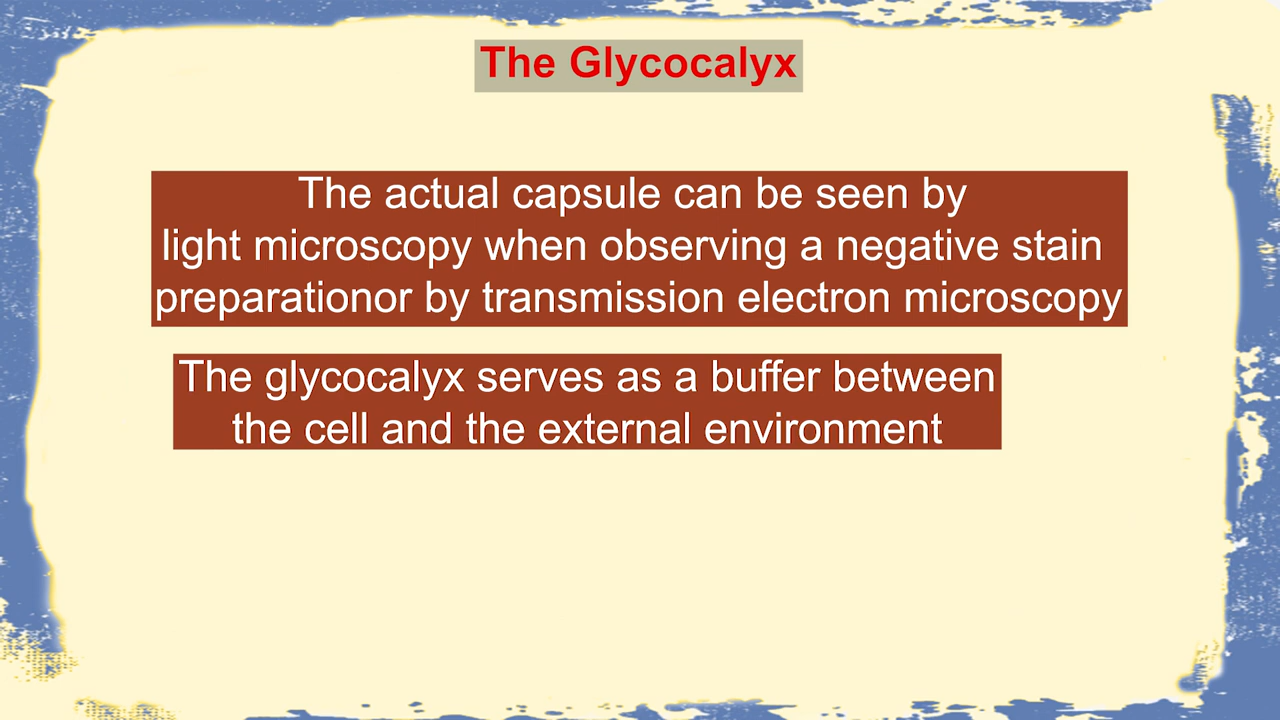 The Glycocalyx
The actual capsule can be seen by
light microscopy when observing a negative stain
preparationor by transmission electron microscopy
The glycocalyx serves as a buffer between
the cell and the external environment